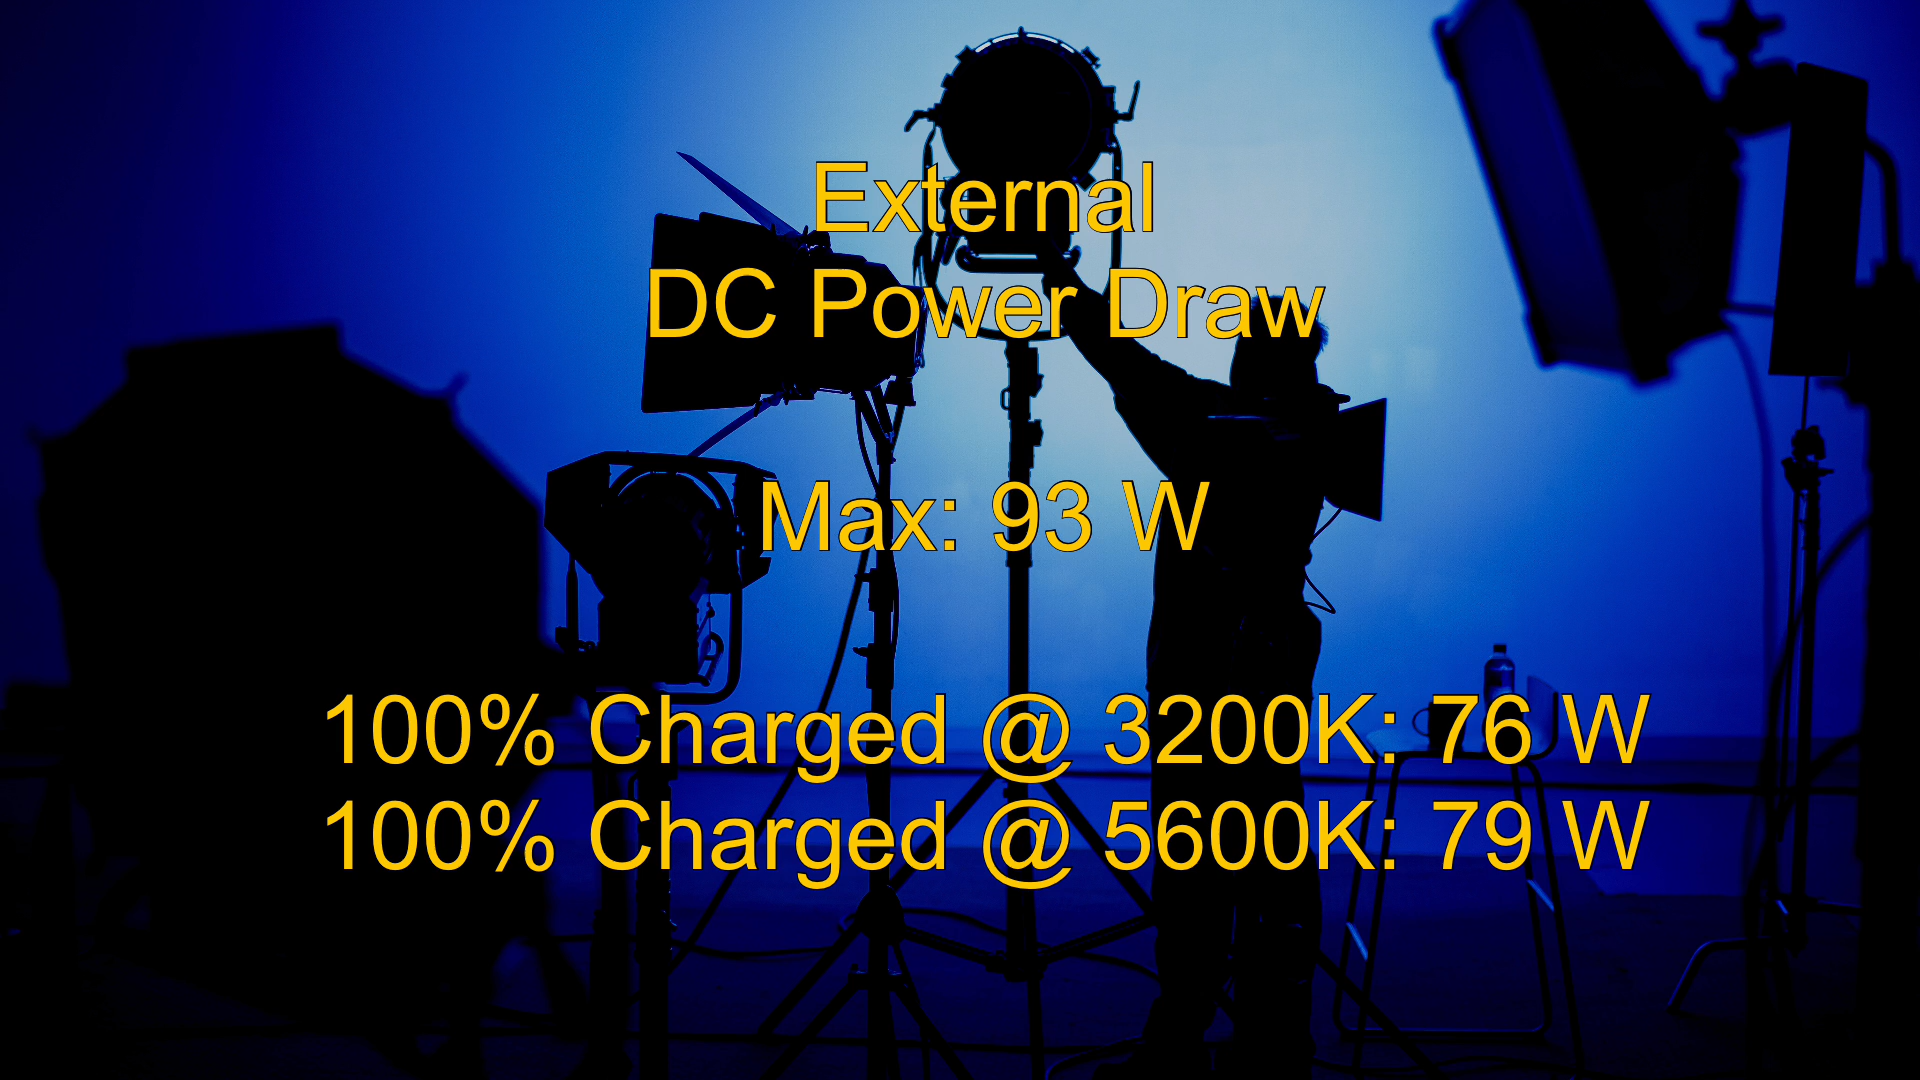 External
DC Power Draw
Max: 93 W
100% Charged @ 3200K: 76 W
100% Charged @ 5600K: 79 W